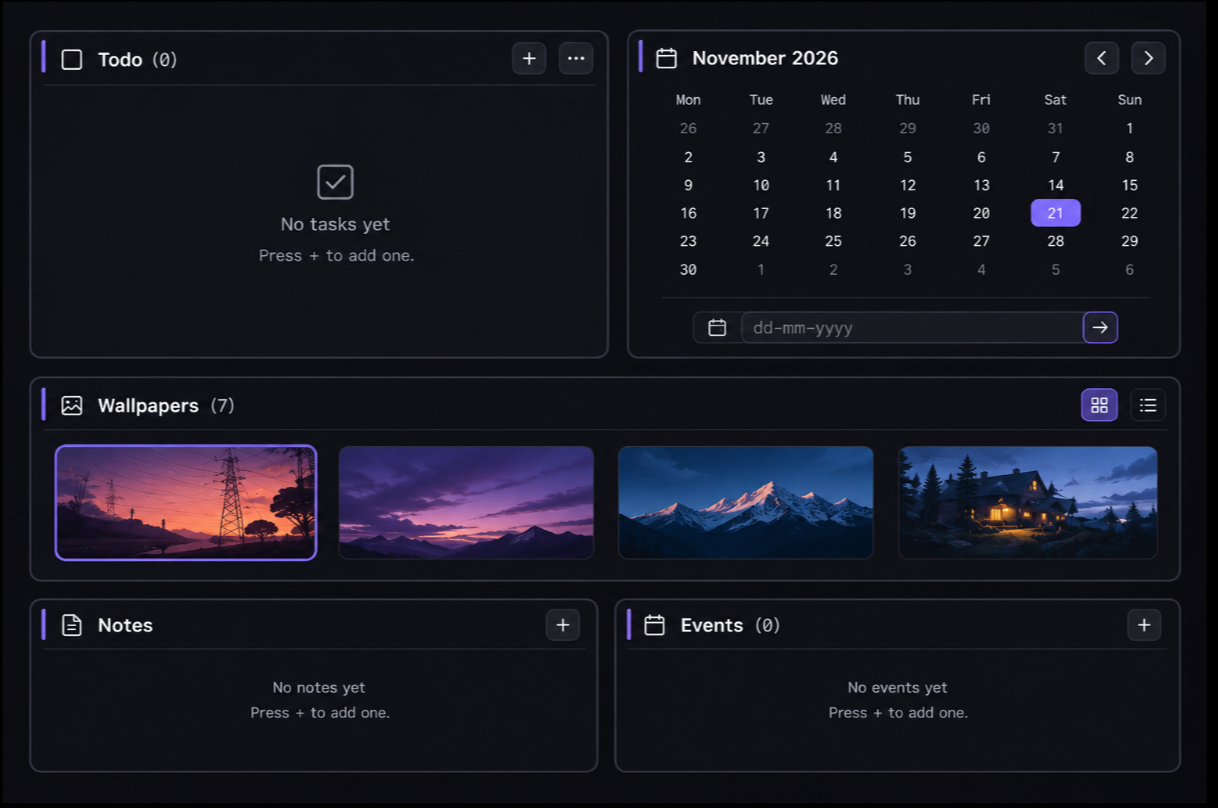 Todo (0)
No tasks yet
Press + to add one.
November 2026
Mon Tue Wed Thu Fri Sat Sun
26 27 28 29 30 31 1
2 3 4 5 6 7 8
9 10 11 12 13 14 15
16 17 18 19 20 21 22
23 24 25 26 27 28 29
30 1 2 3 4 5 6
dd-mm-yyyy
Wallpapers (7)
Notes
No notes yet
Press + to add one.
Events (0)
No events yet
Press + to add one.